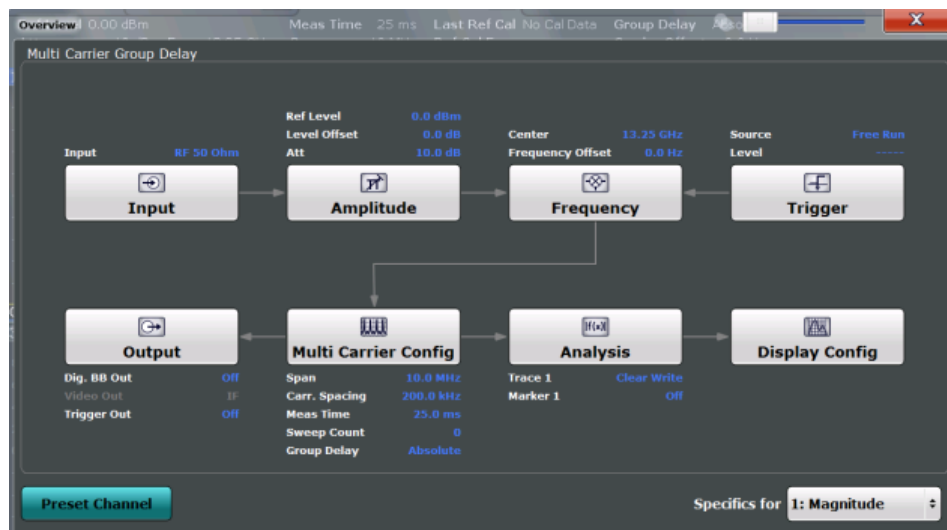 Overview 0.00 dBm Meas Time 25 ms Last Ref Cal No Cal Data Group Delay
Multi Carrier Group Delay
Ref Level 0.0 dBm
Level Offset 0.0 dB Center 13.25 GHz Source Free Run
Input RF 50 Ohm Att 10.0 dB Frequency Offset 0.0 Hz Level -----
Input Amplitude Frequency Trigger
Output Multi Carrier Config Analysis Display Config
Dig. BB Out Off Span 10.0 MHz Trace 1 Clear Write
Video Out IF Carr. Spacing 200.0 kHz Marker 1 Off
Trigger Out Off Meas Time 25.0 ms
Sweep Count 0
Group Delay Absolute
Preset Channel Specifics for 1: Magnitude